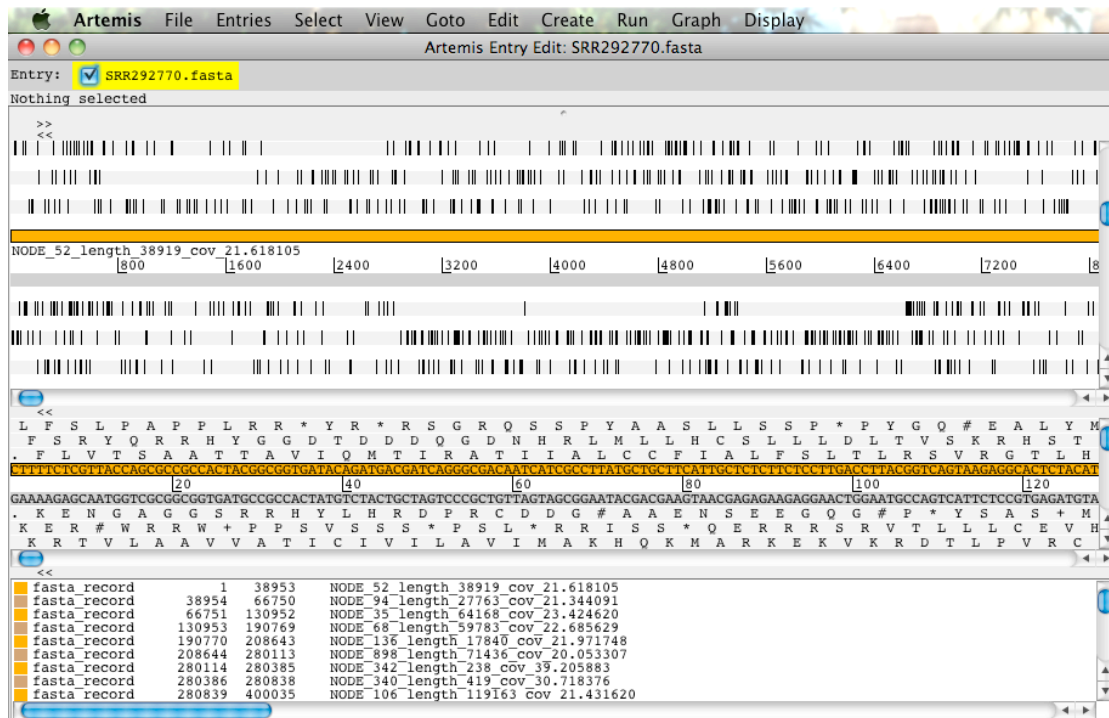 Artemis File Entries Select View Goto Edit Create Run Graph Display
Artemis Entry Edit: SRR292770.fasta
Entry: SRR292770.fasta
Nothing selected
>>
<<
NODE_52_length_38919_cov_21.618105
800 1600 2400 3200 4000 4800 5600 6400 7200 8
<<
L F S L P A P P L R R * Y R * R S G R Q S S P Y A A S L L S S P * P Y G Q # E A L Y M
F S R Y Q R R H Y G G D T D D D Q G D N H R L M L L H C S L L L D L T V S K R H S T
. F L V T S A A T T A V I Q M T I R A T I I A L C C F I A L F S L T L R S V R G T L H
CTTTTCTCGTTACCAGCGCCGCCACTACGGCGGTGATACAGATGACGATCAGGGCGACAATCATCGCCTTATGCTGCTTCATTGCTCTCTTCTCCTTGACCTTACGGTCAGTAAGAGGCACTCTACAT
20 40 60 80 100 120
GAAAAGAGCAATGGTCGCGGCGGTGATGCCGCCACTATGTCTACTGCTAGTCCCGCTGTTAGTAGCGGAATACGACGAAGTAACGAGAGAAGAGGAACTGGAATGCCAGTCATTCTCCGTGAGATGTA
. K E N G A G G S R R H Y L H R D P R C D D G # A A E N S E E G Q G # P * Y S A S + M
K E R # W R R W + P P S V S S S * P S L * R R I S S * Q E R R R S R V T L L L C E V H
K R T V L A A V V A T I C I V I L A V I M A K H Q K M A R K E K V K R D T L P V R C
<<
fasta_record 1 38953 NODE_52_length_38919_cov_21.618105
fasta_record 38954 66750 NODE_94_length_27763_cov_21.344091
fasta_record 66751 130952 NODE_35_length_64168_cov_23.424620
fasta_record 130953 190769 NODE_68_length_59783_cov_22.685629
fasta_record 190770 208643 NODE_136_length_17840_cov_21.971748
fasta_record 208644 280113 NODE_898_length_71436_cov_20.053307
fasta_record 280114 280385 NODE_342_length_238_cov_39.205883
fasta_record 280386 280838 NODE_340_length_419_cov_30.718376
fasta_record 280839 400035 NODE_106_length_119163_cov_21.431620